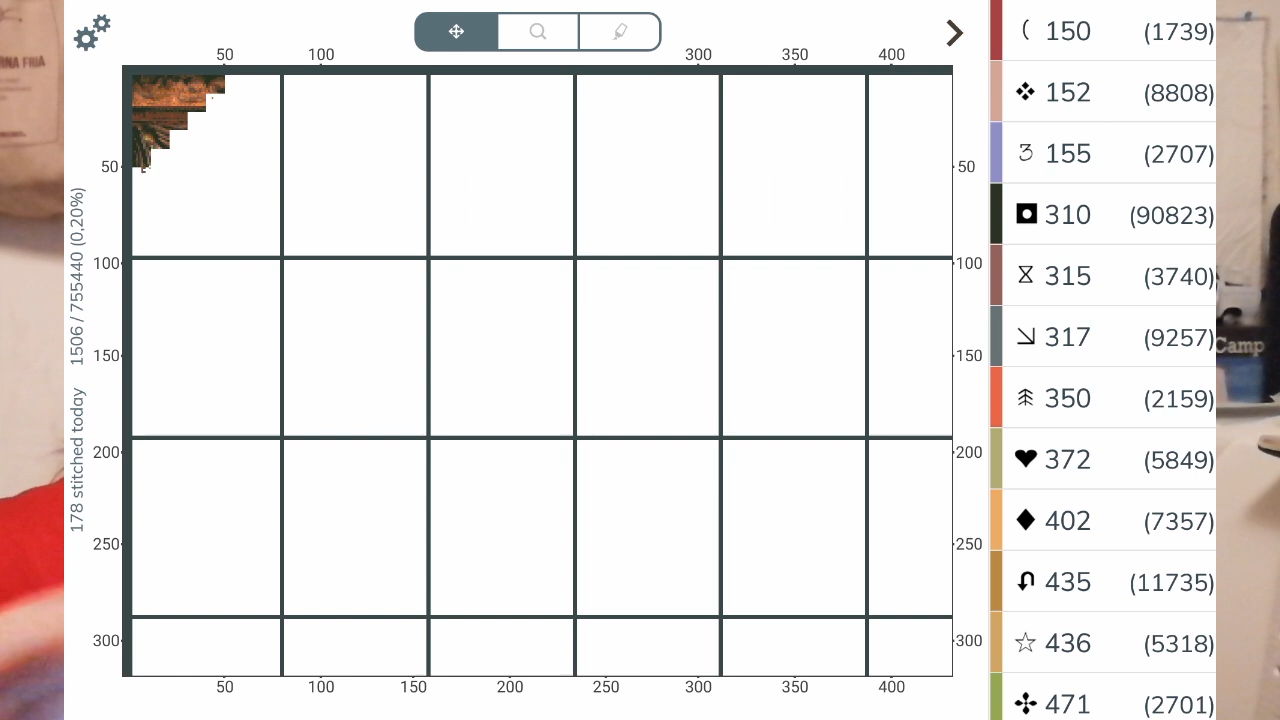 RNA FRIA
50 100 300 350 400
50 50
100 100
150 150
200 200
250 250
300 300
50 100 150 200 250 300 350 400
178 stitched today 1506 / 755440 (0,20%)
( 150 (1739)
152 (8808)
155 (2707)
310 (90823)
315 (3740)
317 (9257)
350 (2159)
372 (5849)
402 (7357)
435 (11735)
436 (5318)
471 (2701)
Camp